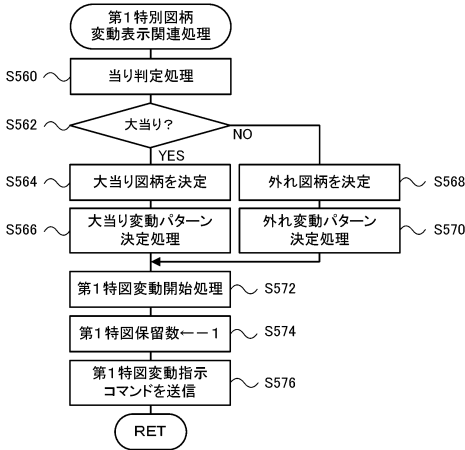 第１特別図柄
変動表示関連処理
S560
当り判定処理
S562
大当り？
NO
YES
S564
大当り図柄を決定
外れ図柄を決定
S568
S566
大当り変動パターン
決定処理
外れ変動パターン
決定処理
S570
第１特図変動開始処理
S572
第１特図保留数←－１
S574
第１特図変動指示
コマンドを送信
S576
RET